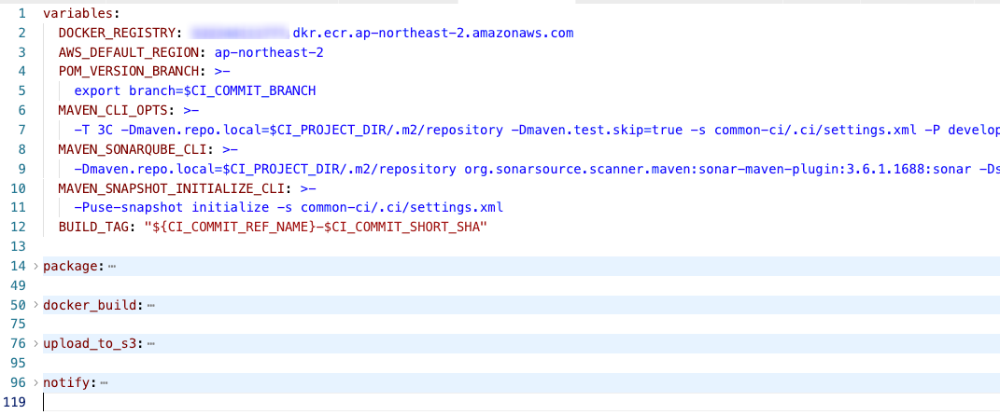 1 variables:
2 DOCKER_REGISTRY: .dkr.ecr.ap-northeast-2.amazonaws.com
3 AWS_DEFAULT_REGION: ap-northeast-2
4 POM_VERSION_BRANCH: >-
5 export branch=$CI_COMMIT_BRANCH
6 MAVEN_CLI_OPTS: >-
7 -T 3C -Dmaven.repo.local=$CI_PROJECT_DIR/.m2/repository -Dmaven.test.skip=true -s common-ci/.ci/settings.xml -P develop
8 MAVEN_SONARQUBE_CLI: >-
9 -Dmaven.repo.local=$CI_PROJECT_DIR/.m2/repository org.sonarsource.scanner.maven:sonar-maven-plugin:3.6.1.1688:sonar -Ds
10 MAVEN_SNAPSHOT_INITIALIZE_CLI: >-
11 -Puse-snapshot initialize -s common-ci/.ci/settings.xml
12 BUILD_TAG: "${CI_COMMIT_REF_NAME}-$CI_COMMIT_SHORT_SHA"
13
14 package:…
49
50 docker_build:…
75
76 upload_to_s3:…
95
96 notify:…
119